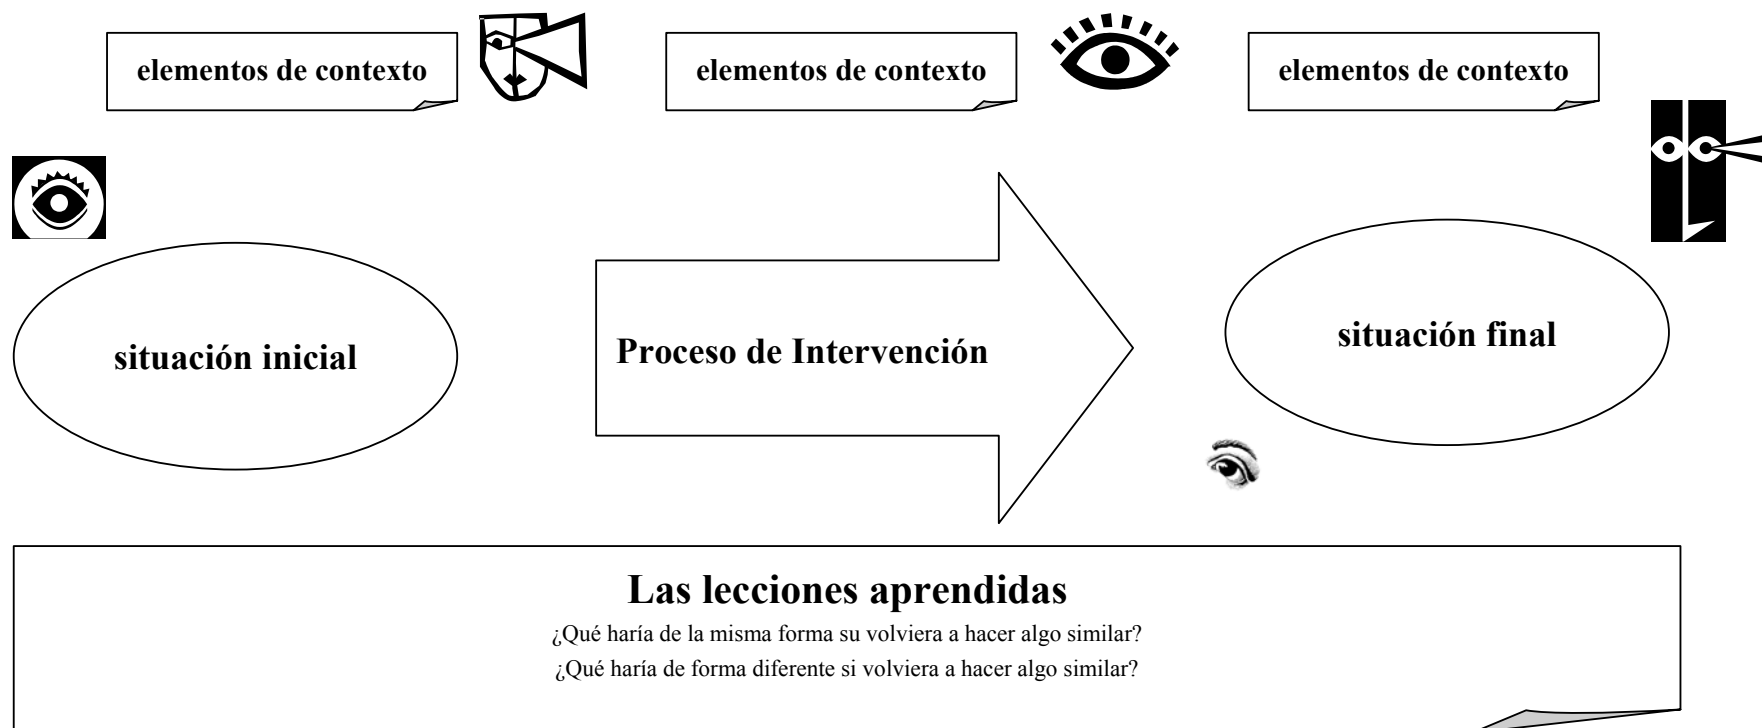 elementos de contexto
elementos de contexto
elementos de contexto
situación inicial
Proceso de Intervención
situación final
Las lecciones aprendidas
¿Qué haría de la misma forma su volviera a hacer algo similar?
¿Qué haría de forma diferente si volviera a hacer algo similar?